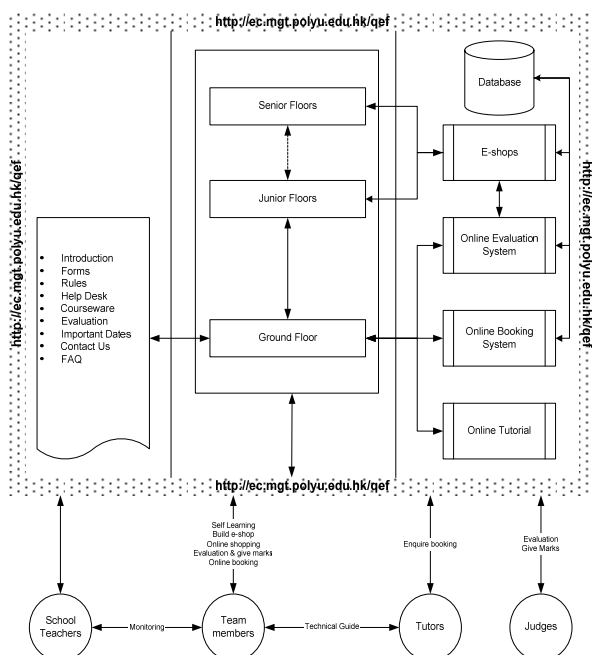 http://ec.mgt.polyu.edu.hk/qef
http://ec.mgt.polyu.edu.hk/qef
http://ec.mgt.polyu.edu.hk/qef
Introduction
Forms
Rules
Help Desk
Courseware
Evaluation
Important Dates
Contact Us
FAQ
Senior Floors
Junior Floors
Ground Floor
Database
E-shops
Online Evaluation
System
Online Booking
System
Online Tutorial
http://ec.mgt.polyu.edu.hk/qef
Self Learning
Build e-shop
Online shopping
Evaluation & give marks
Online booking
Enquire booking
Evaluation
Give Marks
School
Teachers
Monitoring
Team
members
Technical Guide
Tutors
Judges